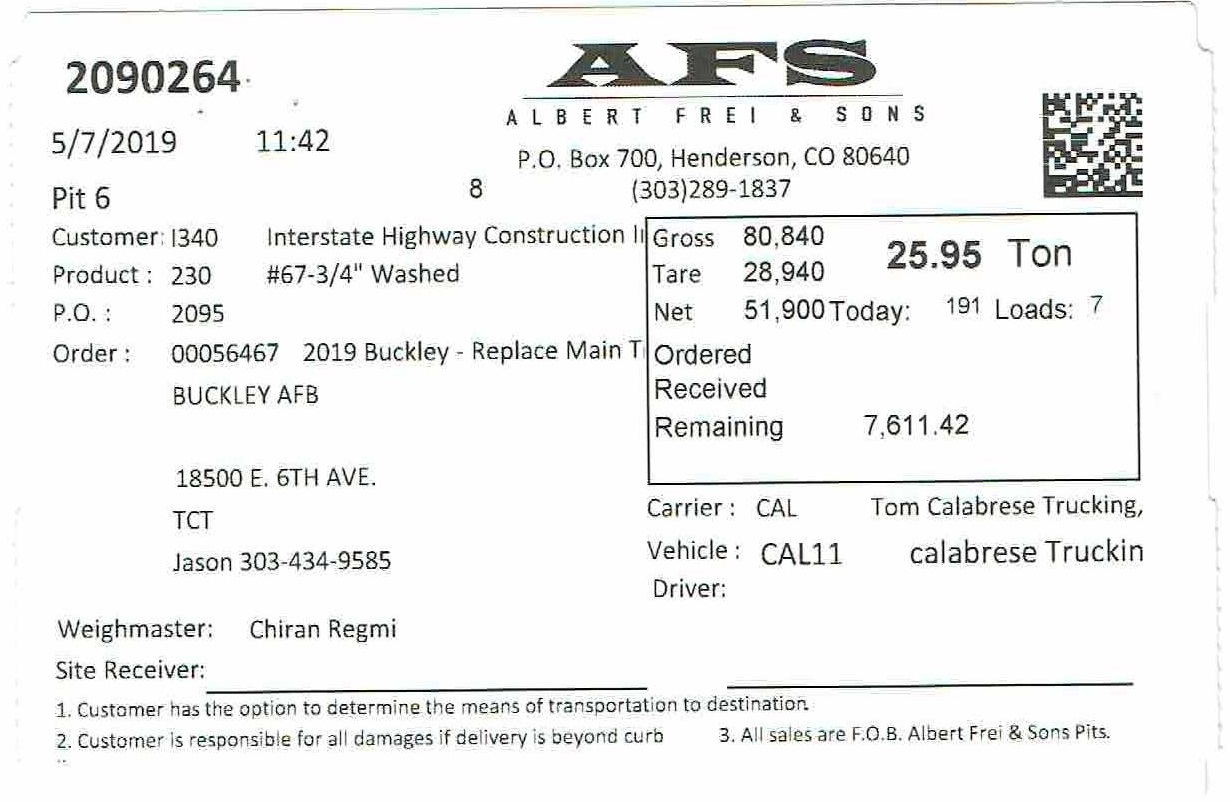 2090264
AFS
ALBERT FREI & SONS
5/7/2019 11:42
P.O. Box 700, Henderson, CO 80640
Pit 6 8 (303)289-1837
Customer: I340 Interstate Highway Construction I
Product : 230 #67-3/4" Washed
P.O. : 2095
Order : 00056467 2019 Buckley - Replace Main T
BUCKLEY AFB
18500 E. 6TH AVE.
TCT
Jason 303-434-9585
Gross 80,840 25.95 Ton
Tare 28,940
Net 51,900 Today: 191 Loads: 7
Ordered
Received
Remaining 7,611.42
Carrier : CAL Tom Calabrese Trucking,
Vehicle : CAL11 calabrese Truckin
Driver:
Weighmaster: Chiran Regmi
Site Receiver:
1. Customer has the option to determine the means of transportation to destination.
2. Customer is responsible for all damages if delivery is beyond curb 3. All sales are F.O.B. Albert Frei & Sons Pits.